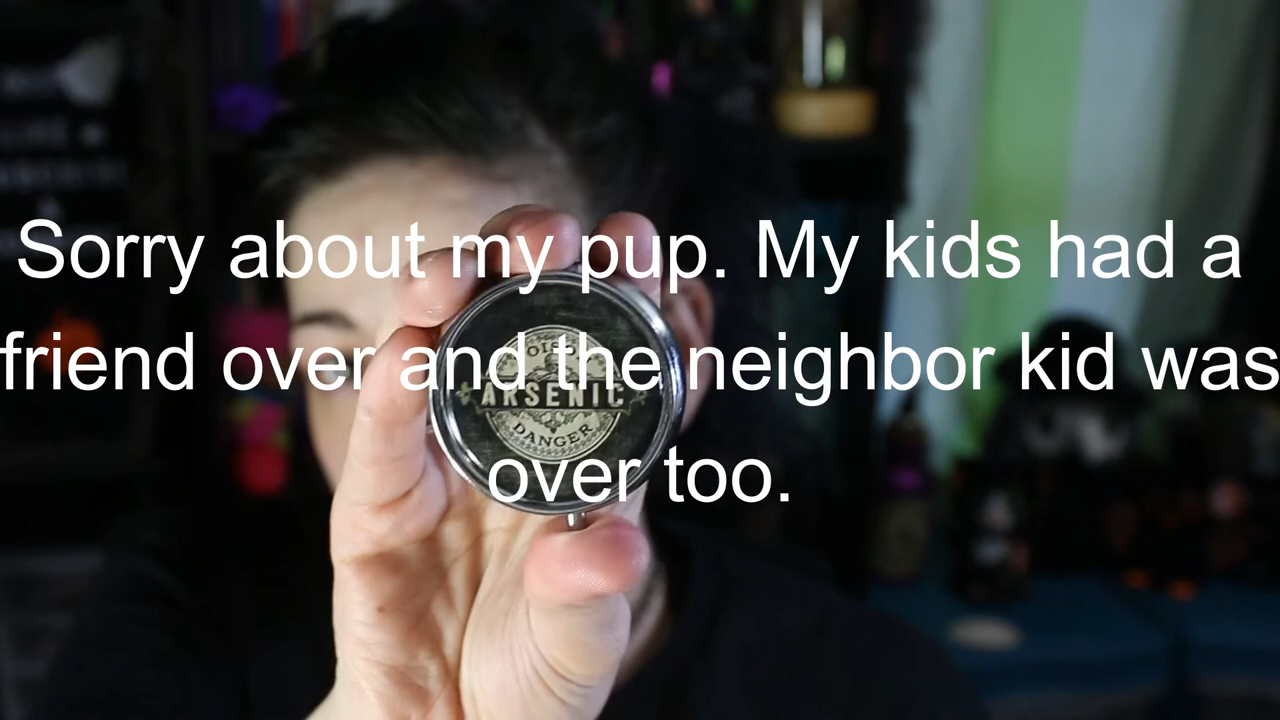 Sorry about my pup. My kids had a
friend over and the neighbor kid was
over too.
ARSENIC
DANGER